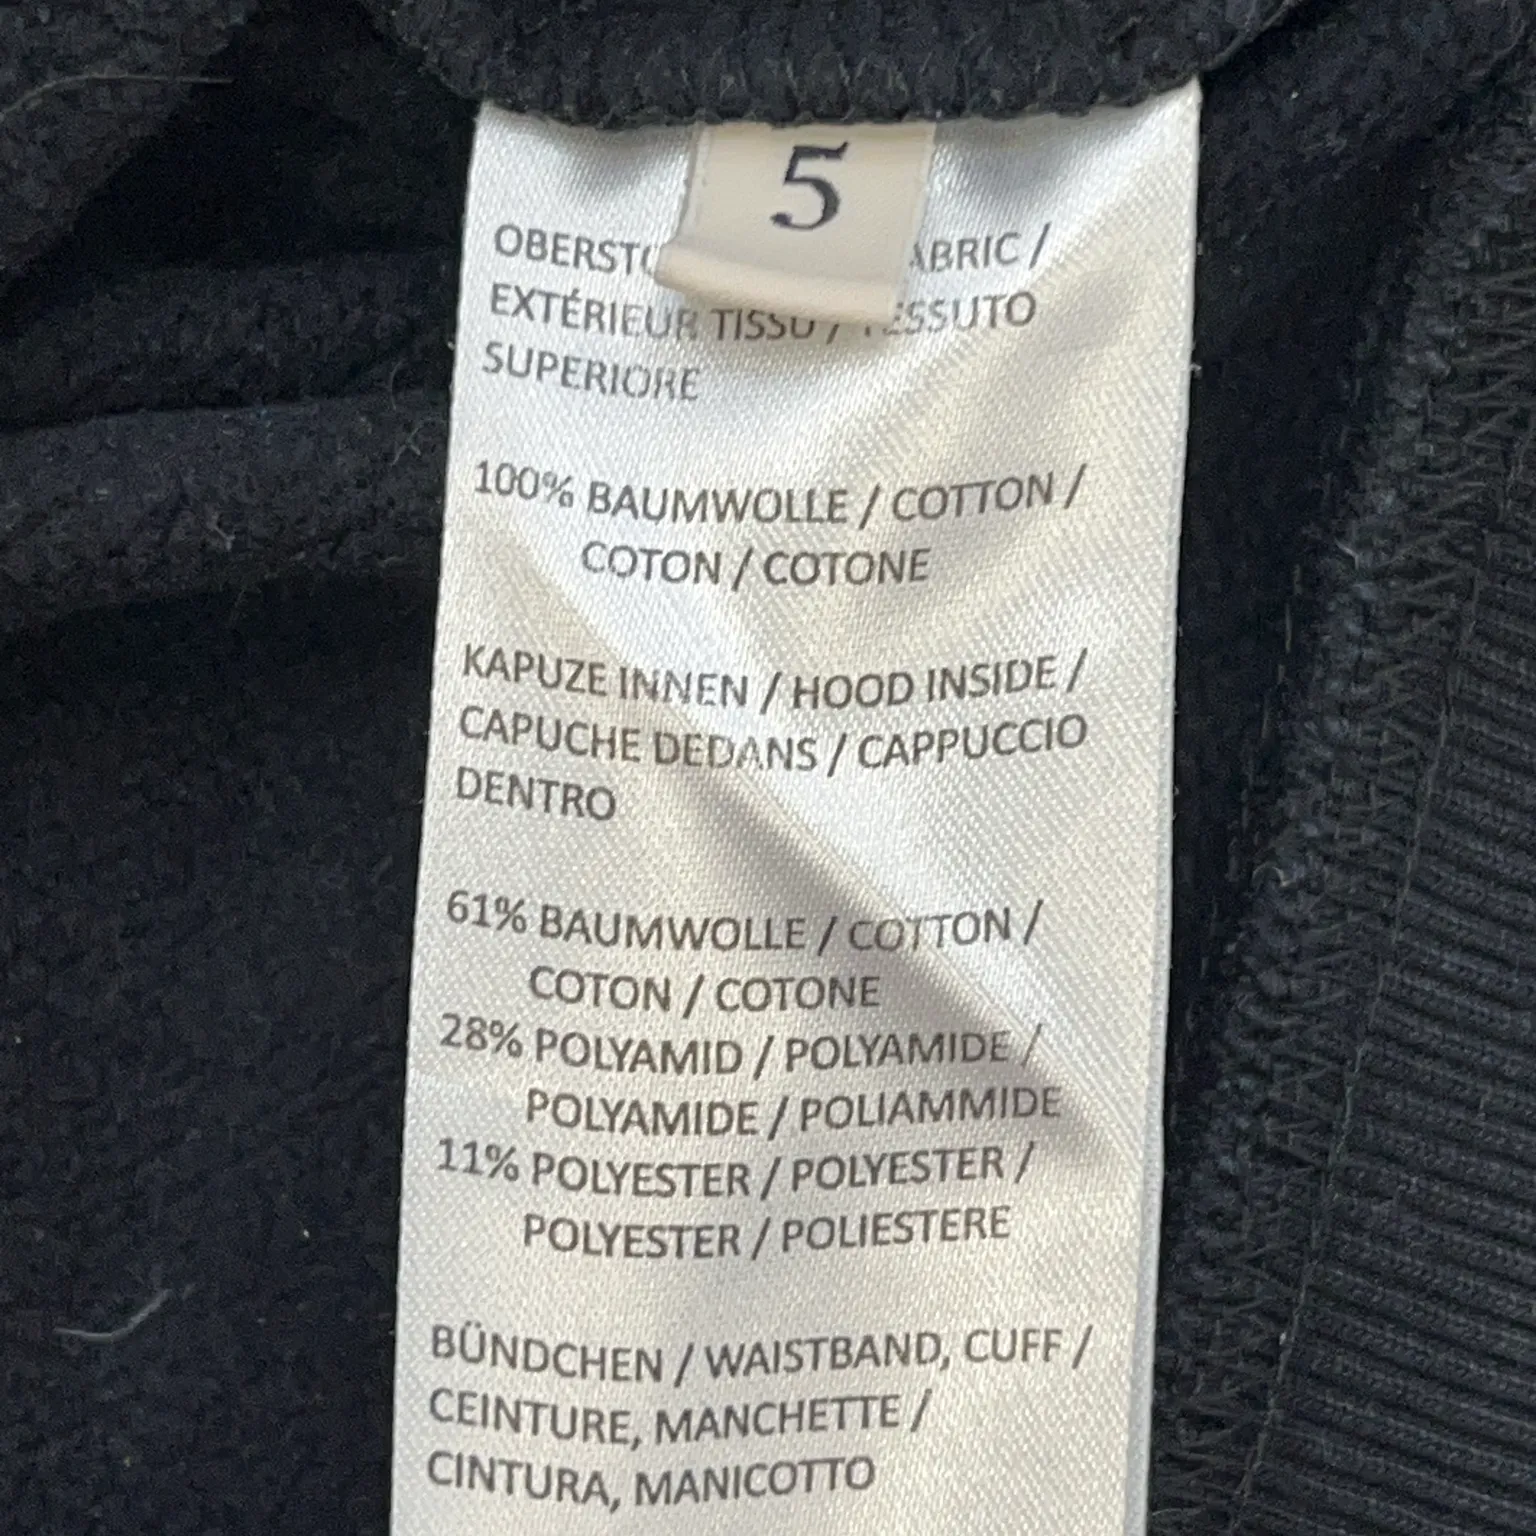 5
ABRIC /
EXTÉRIEUR TISSU /
SUPERIORE
100% BAUMWOLLE / COTTON /
COTON / COTONE
KAPUZE INNEN / HOOD INSIDE /
CAPUCHE DEDANS / CAPPUCCIO
DENTRO
61% BAUMWOLLE / COTTON /
COTON / COTONE
28% POLYAMID / POLYAMIDE /
POLYAMIDE / POLIAMMIDE
11% POLYESTER / POLYESTER /
POLYESTER / POLIESTERE
BÜNDCHEN / WAISTBAND, CUFF /
CEINTURE, MANCHETTE /
CINTURA, MANICOTTO